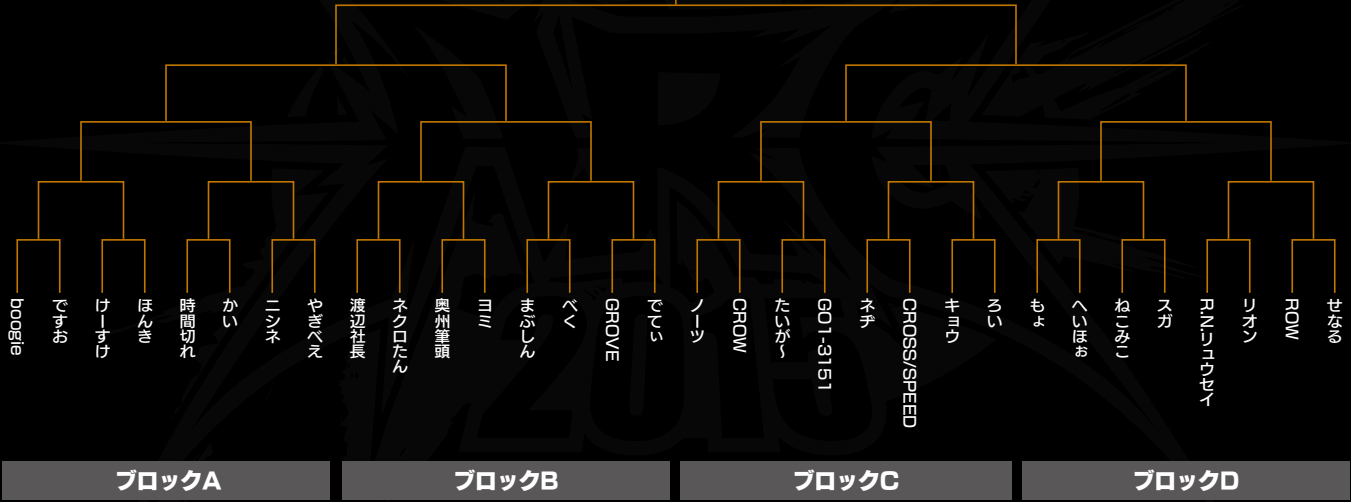 boogie
ですお
けーすけ
ほんき
時間切れ
かい
ニシネ
やぎべえ
渡辺社長
ネクロたん
奥州筆頭
ヨミ
まぶしん
べく
GROVE
でてぃ
ノーツ
CROW
たいが~
GO1-3151
ネヂ
CROSS/SPEED
キョウ
ろい
もょ
へいほぉ
ねこみこ
スガ
R.N.リュウセイ
リオン
ROW
せなる
2015
ブロックA
ブロックB
ブロックC
ブロックD